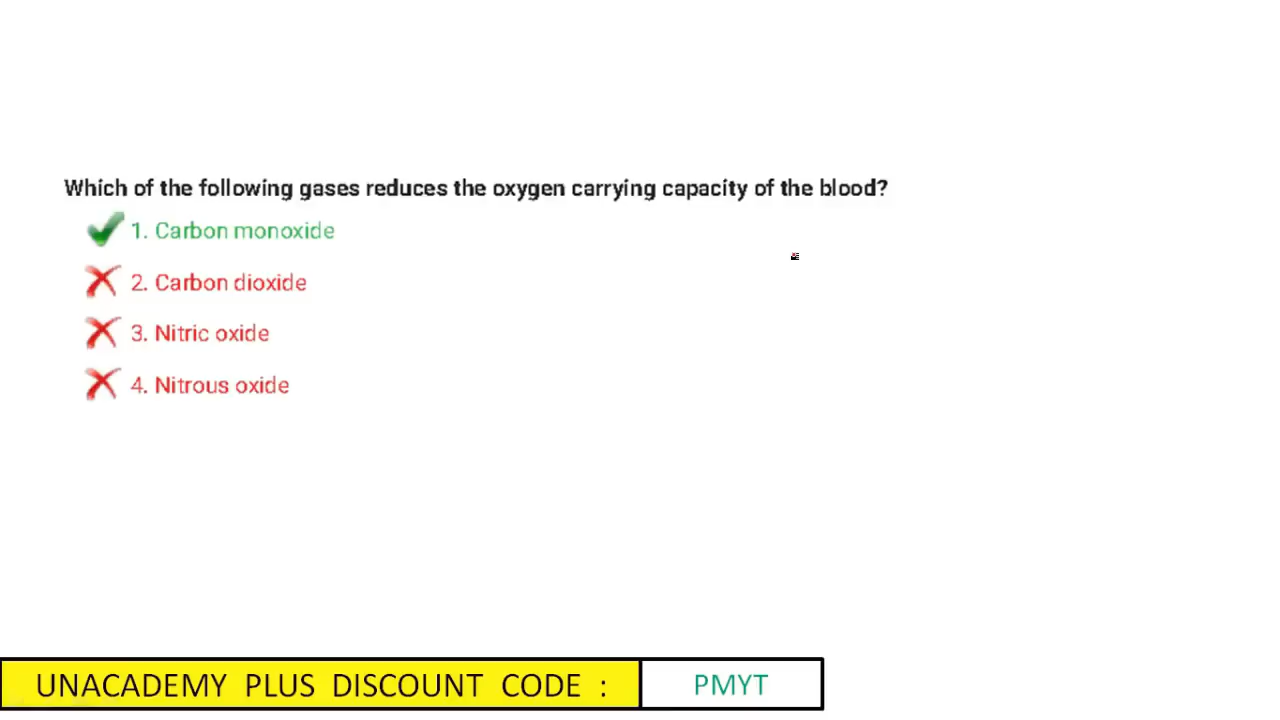 Which of the following gases reduces the oxygen carrying capacity of the blood?
1. Carbon monoxide
2. Carbon dioxide
3. Nitric oxide
4. Nitrous oxide
UNACADEMY PLUS DISCOUNT CODE : PMYT